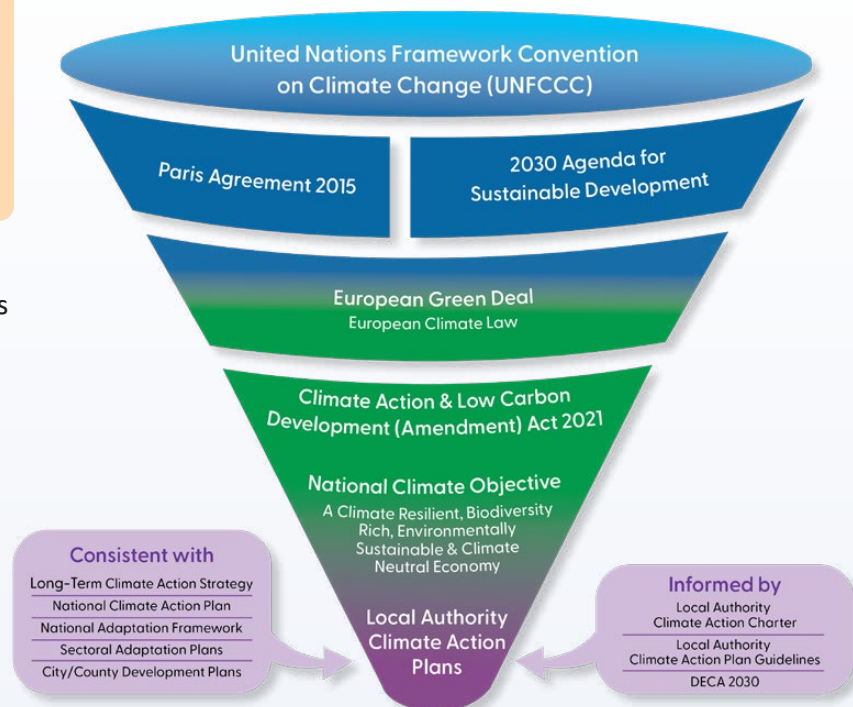 United Nations Framework Convention
on Climate Change (UNFCCC)
Paris Agreement 2015
2030 Agenda for
Sustainable Development
European Green Deal
European Climate Law
Climate Action & Low Carbon
Development (Amendment) Act 2021
National Climate Objective
A Climate Resilient, Biodiversity
Rich, Environmentally
Sustainable & Climate
Neutral Economy
Local Authority
Climate Action
Plans
Consistent with
Long-Term Climate Action Strategy
National Climate Action Plan
National Adaptation Framework
Sectoral Adaptation Plans
City/County Development Plans
Informed by
Local Authority
Climate Action Charter
Local Authority
Climate Action Plan Guidelines
DECA 2030